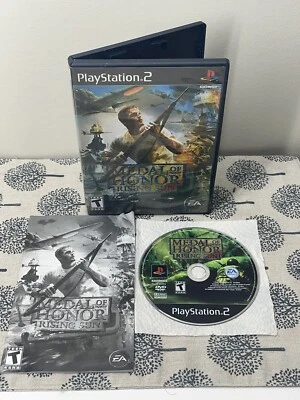 PlayStation 2
MEDAL OF
HONOR
RISING SUN
T
EA
MEDAL OF
HONOR
RISING SUN
T
EA
MEDAL OF
HONOR
RISING SUN
T
PlayStation 2